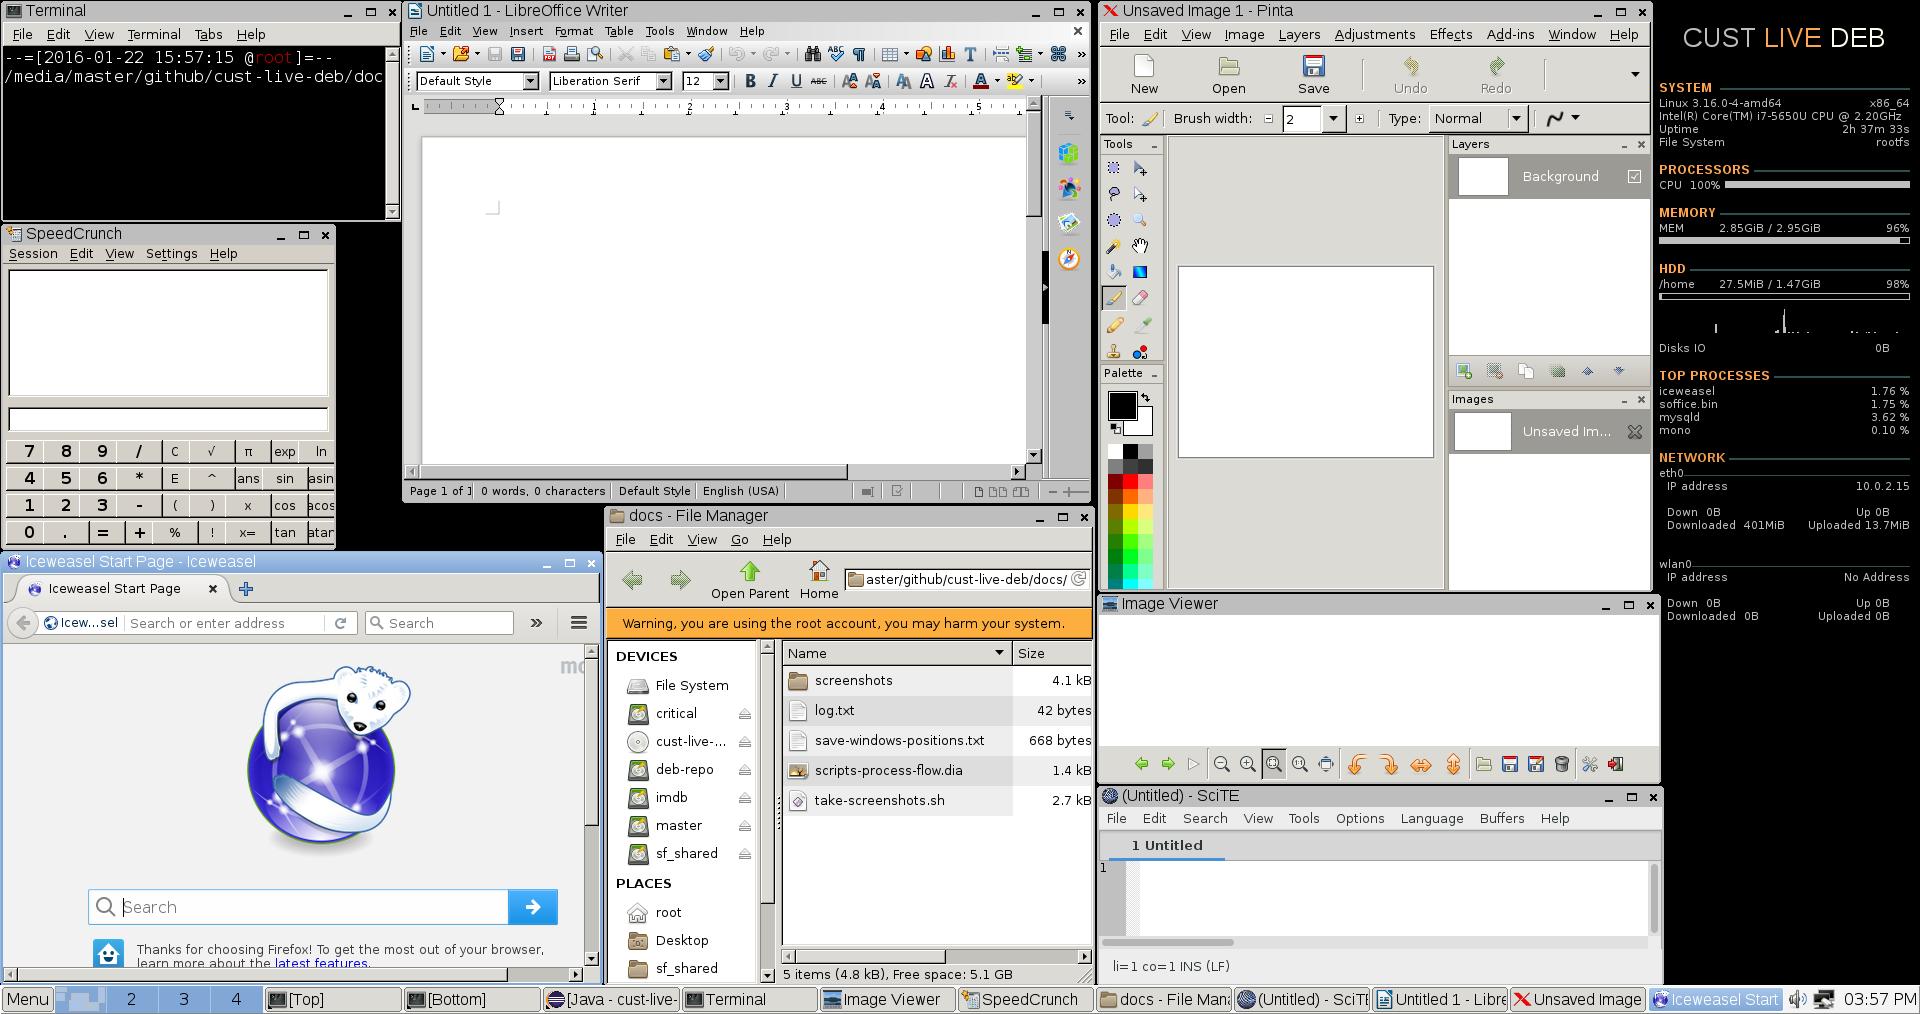 Terminal
File Edit View Terminal Tabs Help
--=[2016-01-22 15:57:15 @root]=--
/media/master/github/cust-live-deb/doc
SpeedCrunch
Session Edit View Settings Help
7 8 9 / C √ π exp ln
4 5 6 * E ^ ans sin asin
1 2 3 - ( ) x cos acos
0 . = + % ! x= tan atan
Untitled 1 - LibreOffice Writer
File Edit View Insert Format Table Tools Window Help
Default Style Liberation Serif 12 B I U ABC
1 2 3 4 5
Page 1 of 1 0 words, 0 characters Default Style English (USA)
Iceweasel Start Page - Iceweasel
Iceweasel Start Page
Icew...sel Search or enter address Search
mo
Search
Thanks for choosing Firefox! To get the most out of your browser,
learn more about the latest features.
docs - File Manager
File Edit View Go Help
Open Parent Home aster/github/cust-live-deb/docs/
Warning, you are using the root account, you may harm your system.
DEVICES
File System
critical
cust-live-...
deb-repo
imdb
master
sf_shared
PLACES
root
Desktop
sf_shared
Name Size
screenshots 4.1 kB
log.txt 42 bytes
save-windows-positions.txt 668 bytes
scripts-process-flow.dia 1.4 kB
take-screenshots.sh 2.7 kB
5 items (4.8 kB), Free space: 5.1 GB
Unsaved Image 1 - Pinta
File Edit View Image Layers Adjustments Effects Add-ins Window Help
New Open Save Undo Redo
Tool: Brush width: 2 Type: Normal
Tools
Palette
Layers
Background
Images
Unsaved Im...
Image Viewer
(Untitled) - SciTE
File Edit Search View Tools Options Language Buffers Help
1 Untitled
1
li=1 co=1 INS (LF)
CUST LIVE DEB
SYSTEM
Linux 3.16.0-4-amd64 x86_64
Intel(R) Core(TM) i7-5650U CPU @ 2.20GHz
Uptime 2h 37m 33s
File System rootfs
PROCESSORS
CPU 100%
MEMORY
MEM 2.85GiB / 2.95GiB 96%
HDD
/home 27.5MiB / 1.47GiB 98%
Disks IO 0B
TOP PROCESSES
iceweasel 1.76 %
soffice.bin 1.75 %
mysqld 3.62 %
mono 0.10 %
NETWORK
eth0
IP address 10.0.2.15
Down 0B Up 0B
Downloaded 401MiB Uploaded 13.7MiB
wlan0
IP address No Address
Down 0B Up 0B
Downloaded 0B Uploaded 0B
Menu 2 3 4 [Top] [Bottom] [Java - cust-live- Terminal Image Viewer SpeedCrunch docs - File Man (Untitled) - SciTE Untitled 1 - Libre Unsaved Image Iceweasel Start 03:57 PM